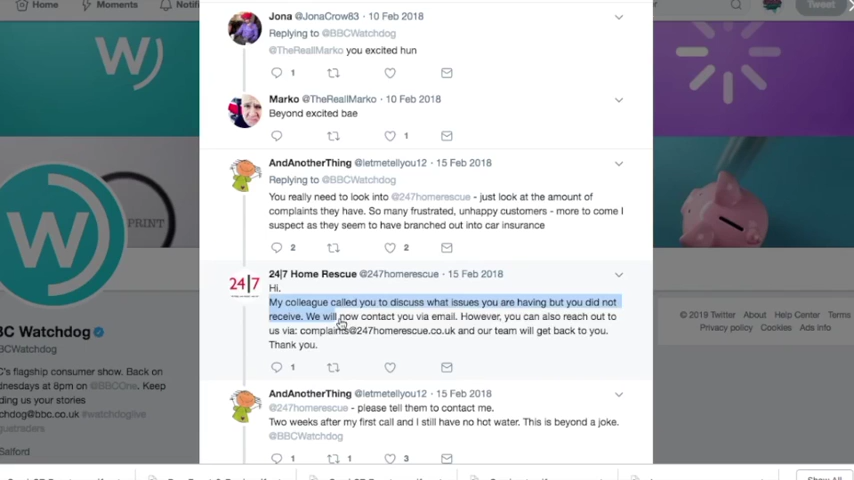 Home
Moments
Tweet
Jona @JonaCrow83 · 10 Feb 2018
Replying to @BBCWatchdog
@TheReallMarko you excited hun
1
Marko @TheReallMarko · 10 Feb 2018
Beyond excited bae
1
AndAnotherThing @letmetellyou12 · 15 Feb 2018
Replying to @BBCWatchdog
You really need to look into @247homerescue - just look at the amount of
complaints they have. So many frustrated, unhappy customers - more to come I
suspect as they seem to have branched out into car insurance
2 2
24|7 Home Rescue @247homerescue · 15 Feb 2018
24|7
Hi.
My colleague called you to discuss what issues you are having but you did not
receive. We will now contact you via email. However, you can also reach out to
us via: complaints@247homerescue.co.uk and our team will get back to you.
Thank you.
1
AndAnotherThing @letmetellyou12 · 15 Feb 2018
@247homerescue - please tell them to contact me.
Two weeks after my first call and I still have no hot water. This is beyond a joke.
@BBCWatchdog
1 1 3
W
PRINT
BC Watchdog
BBCWatchdog
C's flagship consumer show. Back on
dnesdays at 8pm on @BBCOne. Keep
ding us your stories
tchdog@bbc.co.uk #watchdoglive
guetraders
Salford
© 2019 Twitter About Help Center Terms
Privacy policy Cookies Ads info
Show All